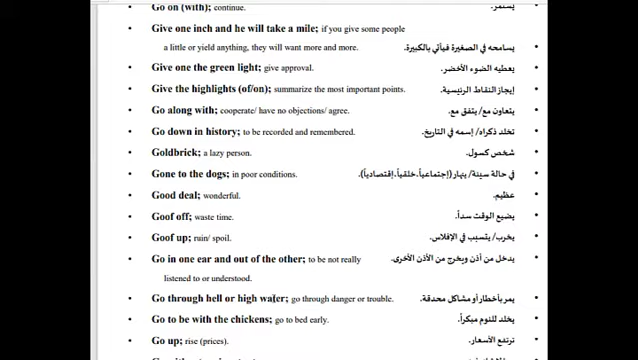 Go on (with); continue. يستمر.
Give one inch and he will take a mile; if you give some people
a little or yield anything, they will want more and more. يسامحه في الصغيرة فيأتي بالكبيرة.
Give one the green light; give approval. يعطيه الضوء الأخضر.
Give the highlights (of/on); summarize the most important points. إيجاز النقاط الرئيسية.
Go along with; cooperate/ have no objections/ agree. يتعاون مع/ يتفق مع.
Go down in history; to be recorded and remembered. تخلد ذكراه/ إسمه في التاريخ.
Goldbrick; a lazy person. شخص كسول.
Gone to the dogs; in poor conditions. في حالة سيئة/ ينهار (إجتماعياً، خلقياً، إقتصادياً).
Good deal; wonderful. عظيم.
Goof off; waste time. يضيع الوقت سداً.
Goof up; ruin/ spoil. يخرب/ يتسبب في الإفلاس.
Go in one ear and out of the other; to be not really يدخل من أذن ويخرج من الأذن الأخرى.
listened to or understood.
Go through hell or high water; go through danger or trouble. يمر بأخطار أو مشاكل محدقة.
Go to be with the chickens; go to bed early. يخلد للنوم مبكراً.
Go up; rise (prices). ترتفع الأسعار.